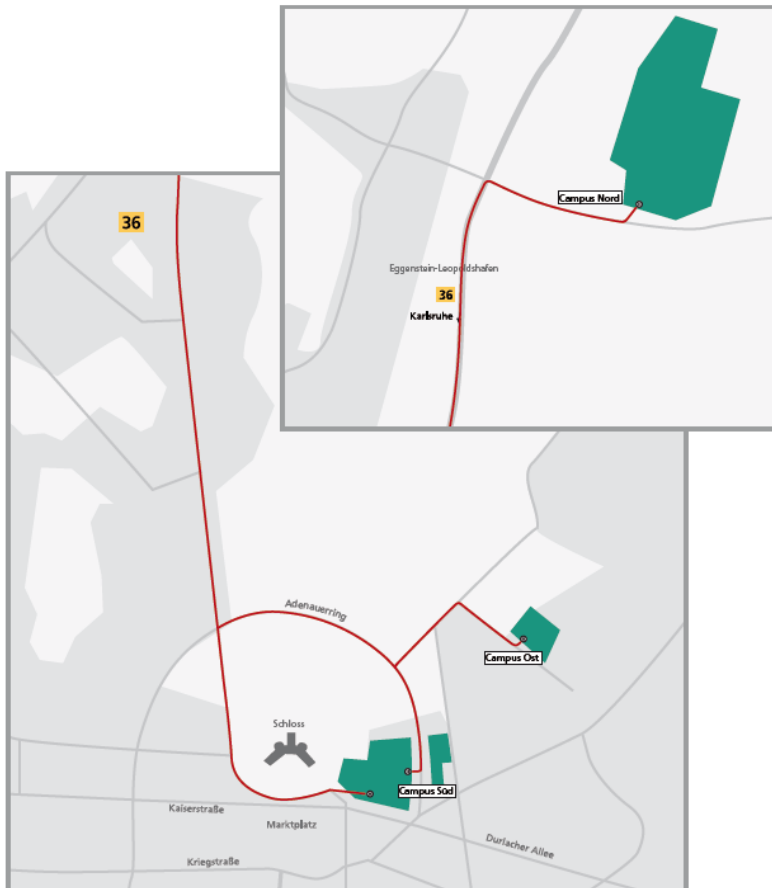 Campus Nord
Eggenstein-Leopoldshafen
36
Karlsruhe
36
Adenauerring
Campus Ost
Schloss
Campus Süd
Kaiserstraße
Marktplatz
Durlacher Allee
Kriegstraße